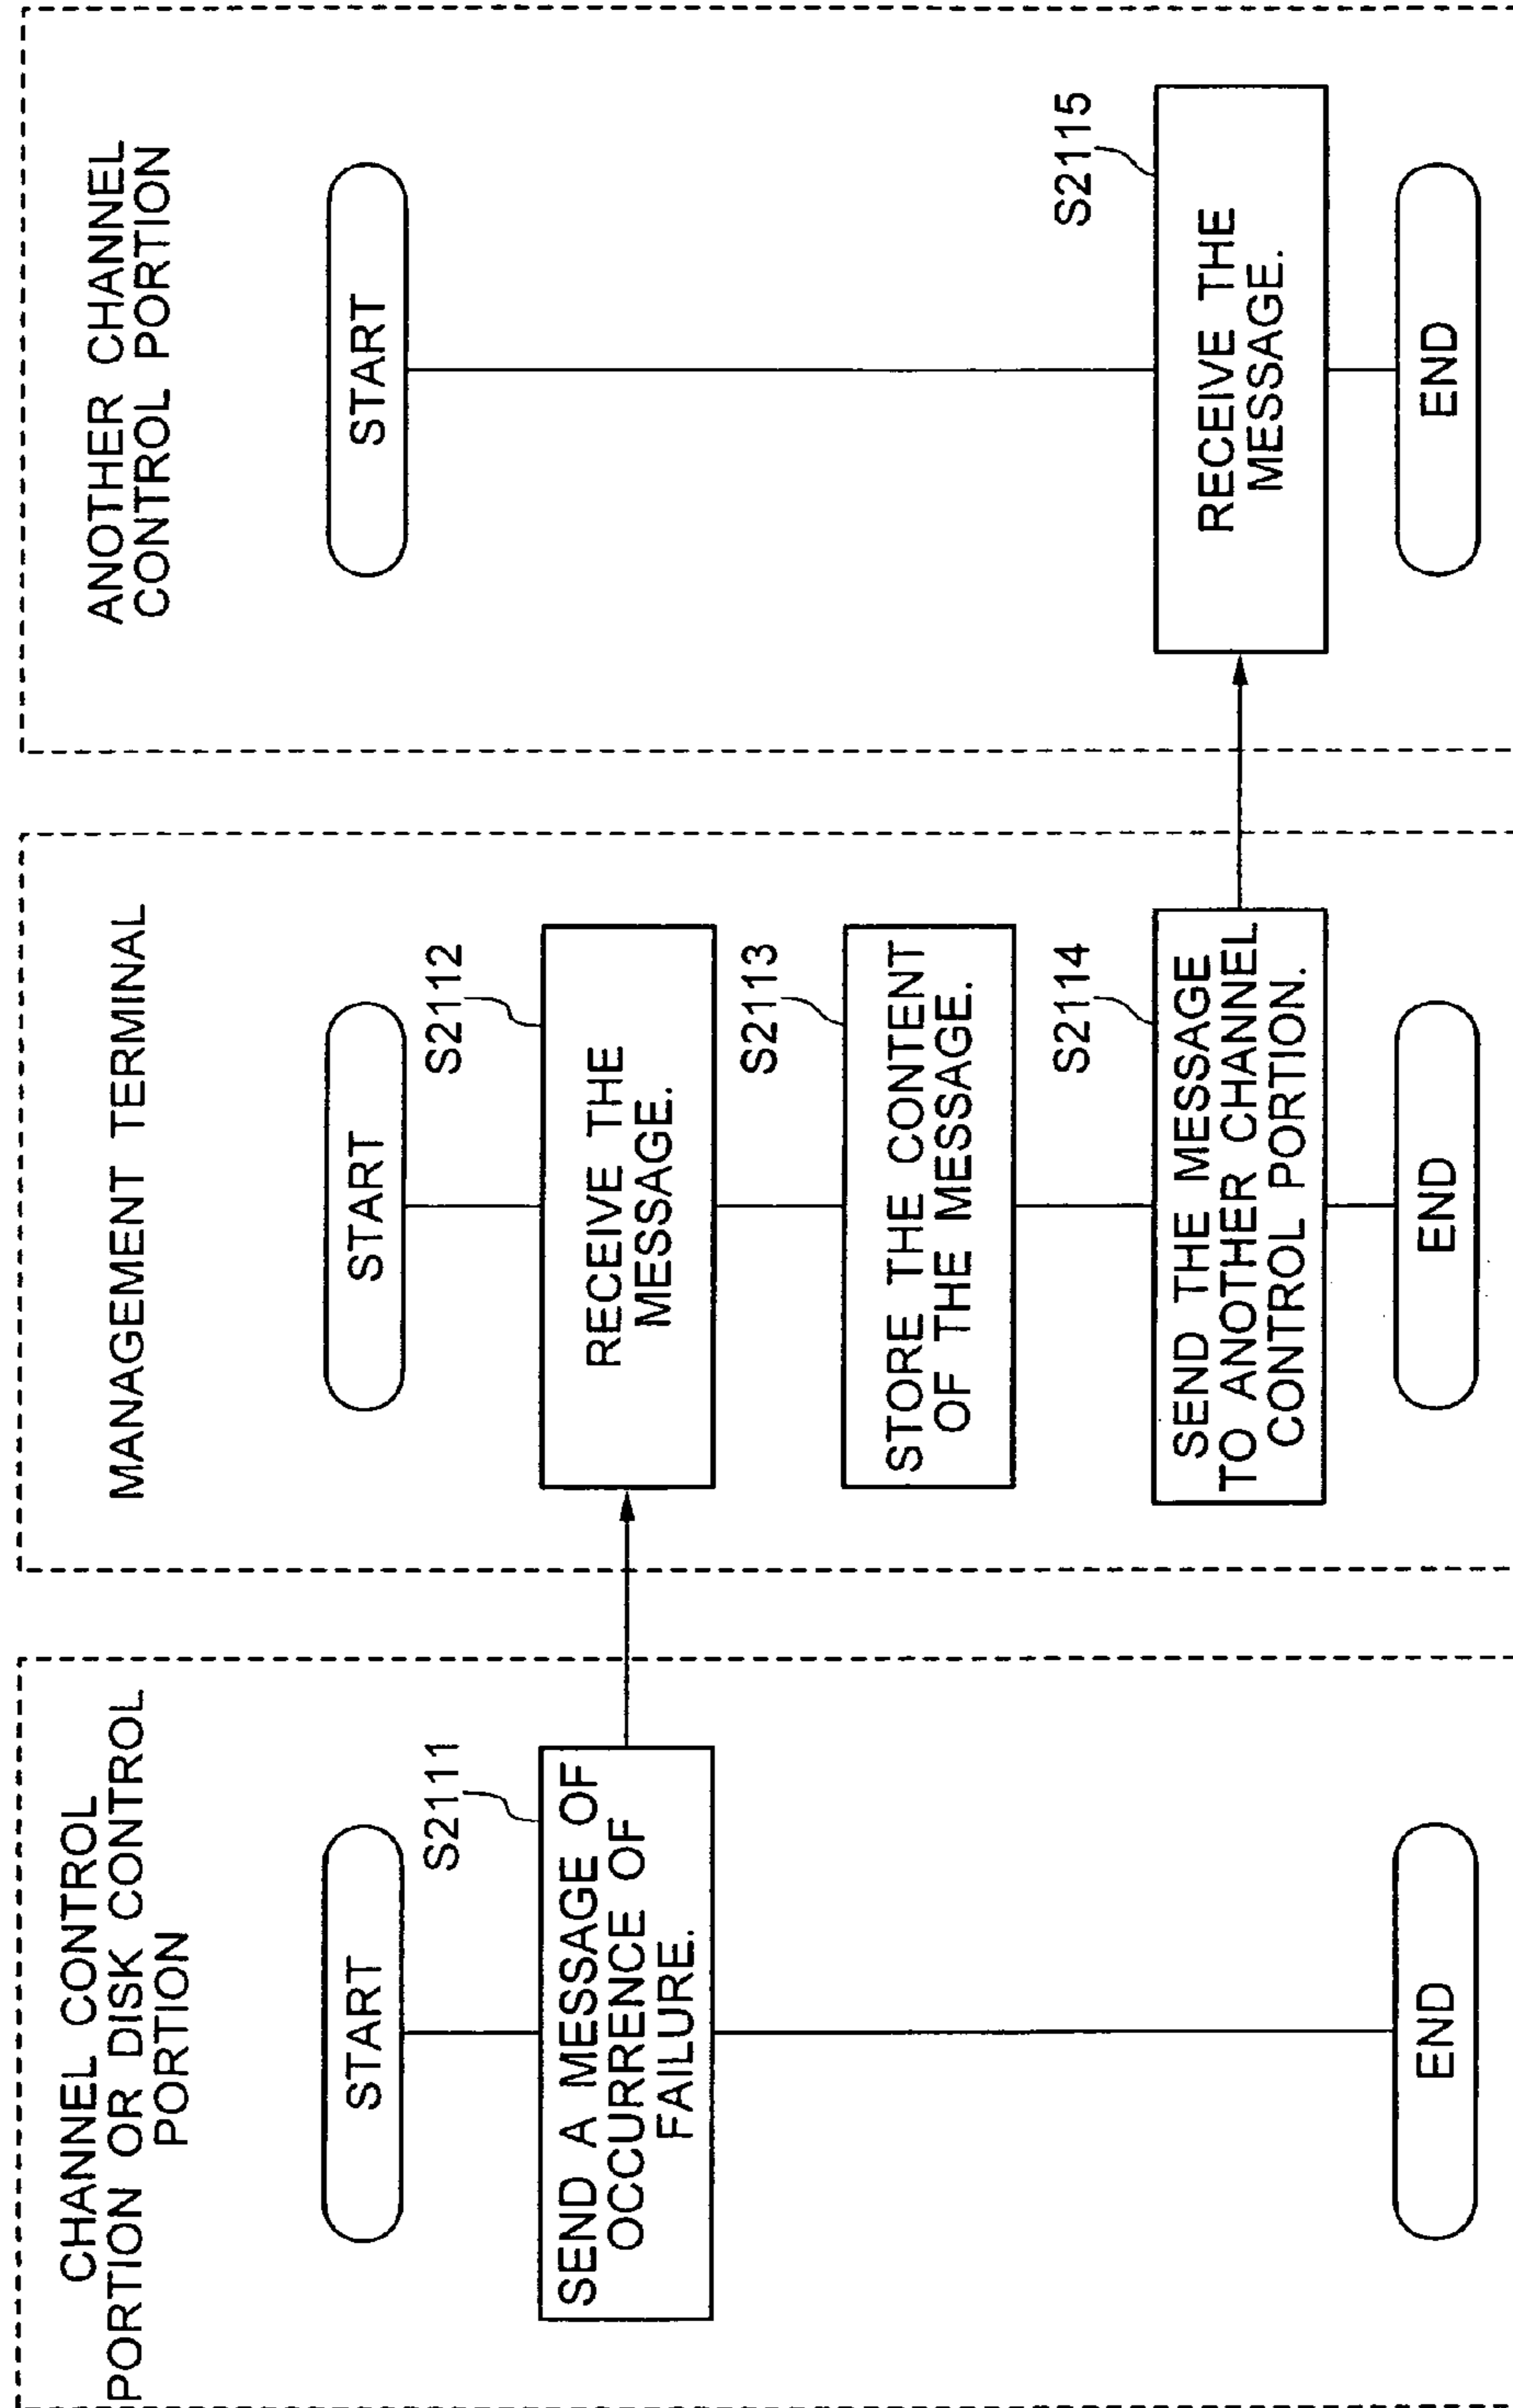 CHANNEL CONTROL
PORTION OR DISK CONTROL
PORTION
START
S2111
SEND A MESSAGE OF
OCCURRENCE OF
FAILURE.
END
MANAGEMENT TERMINAL
START
S2112
RECEIVE THE
MESSAGE.
S2113
STORE THE CONTENT
OF THE MESSAGE.
S2114
SEND THE MESSAGE
TO ANOTHER CHANNEL
CONTROL PORTION.
END
ANOTHER CHANNEL
CONTROL PORTION
START
S2115
RECEIVE THE
MESSAGE.
END